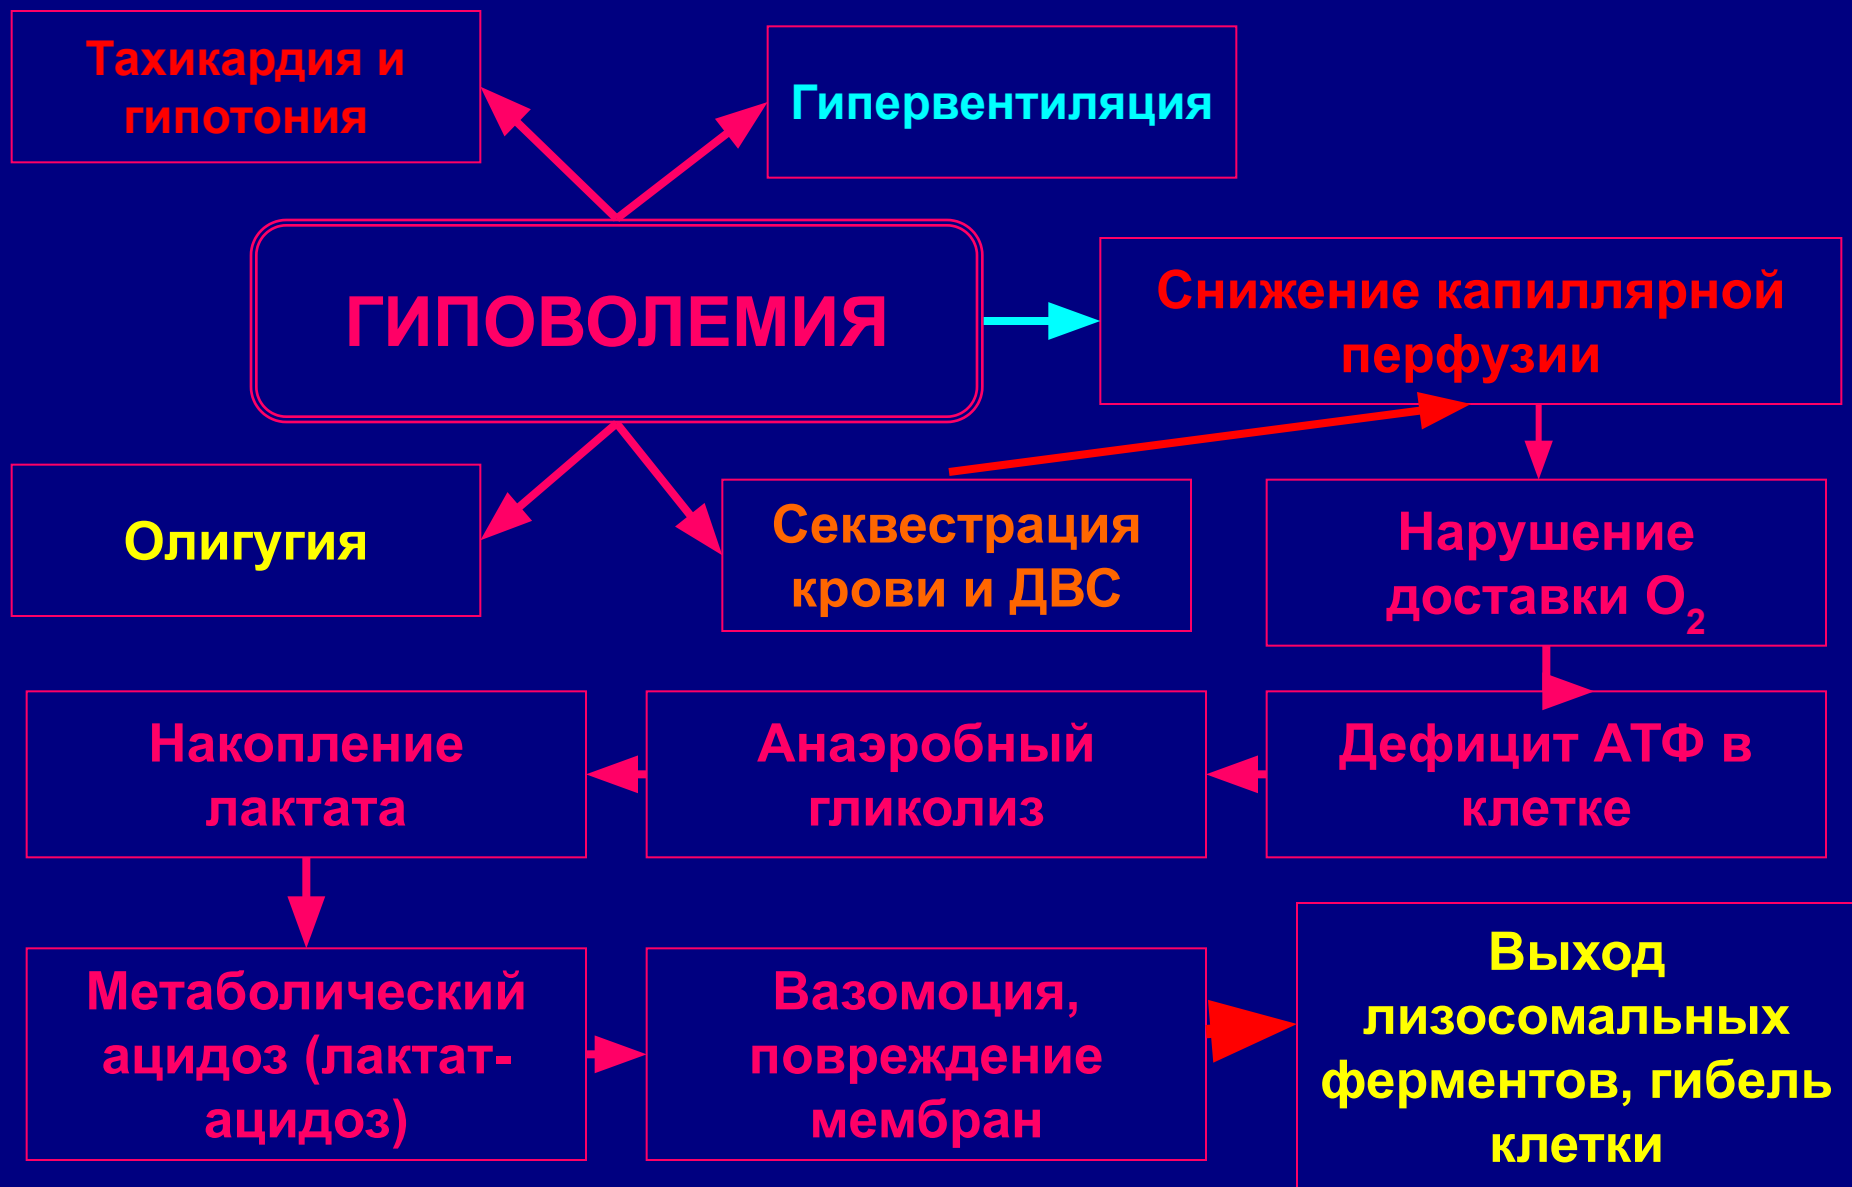 Тахикардия и
гипотония
Гипервентиляция
ГИПОВОЛЕМИЯ
Снижение капиллярной
перфузии
Олигугия
Секвестрация
крови и ДВС
Нарушение
доставки О2
Накопление
лактата
Анаэробный
гликолиз
Дефицит АТФ в
клетке
Метаболический
ацидоз (лактат-
ацидоз)
Вазомоция,
повреждение
мембран
Выход
лизосомальных
ферментов, гибель
клетки